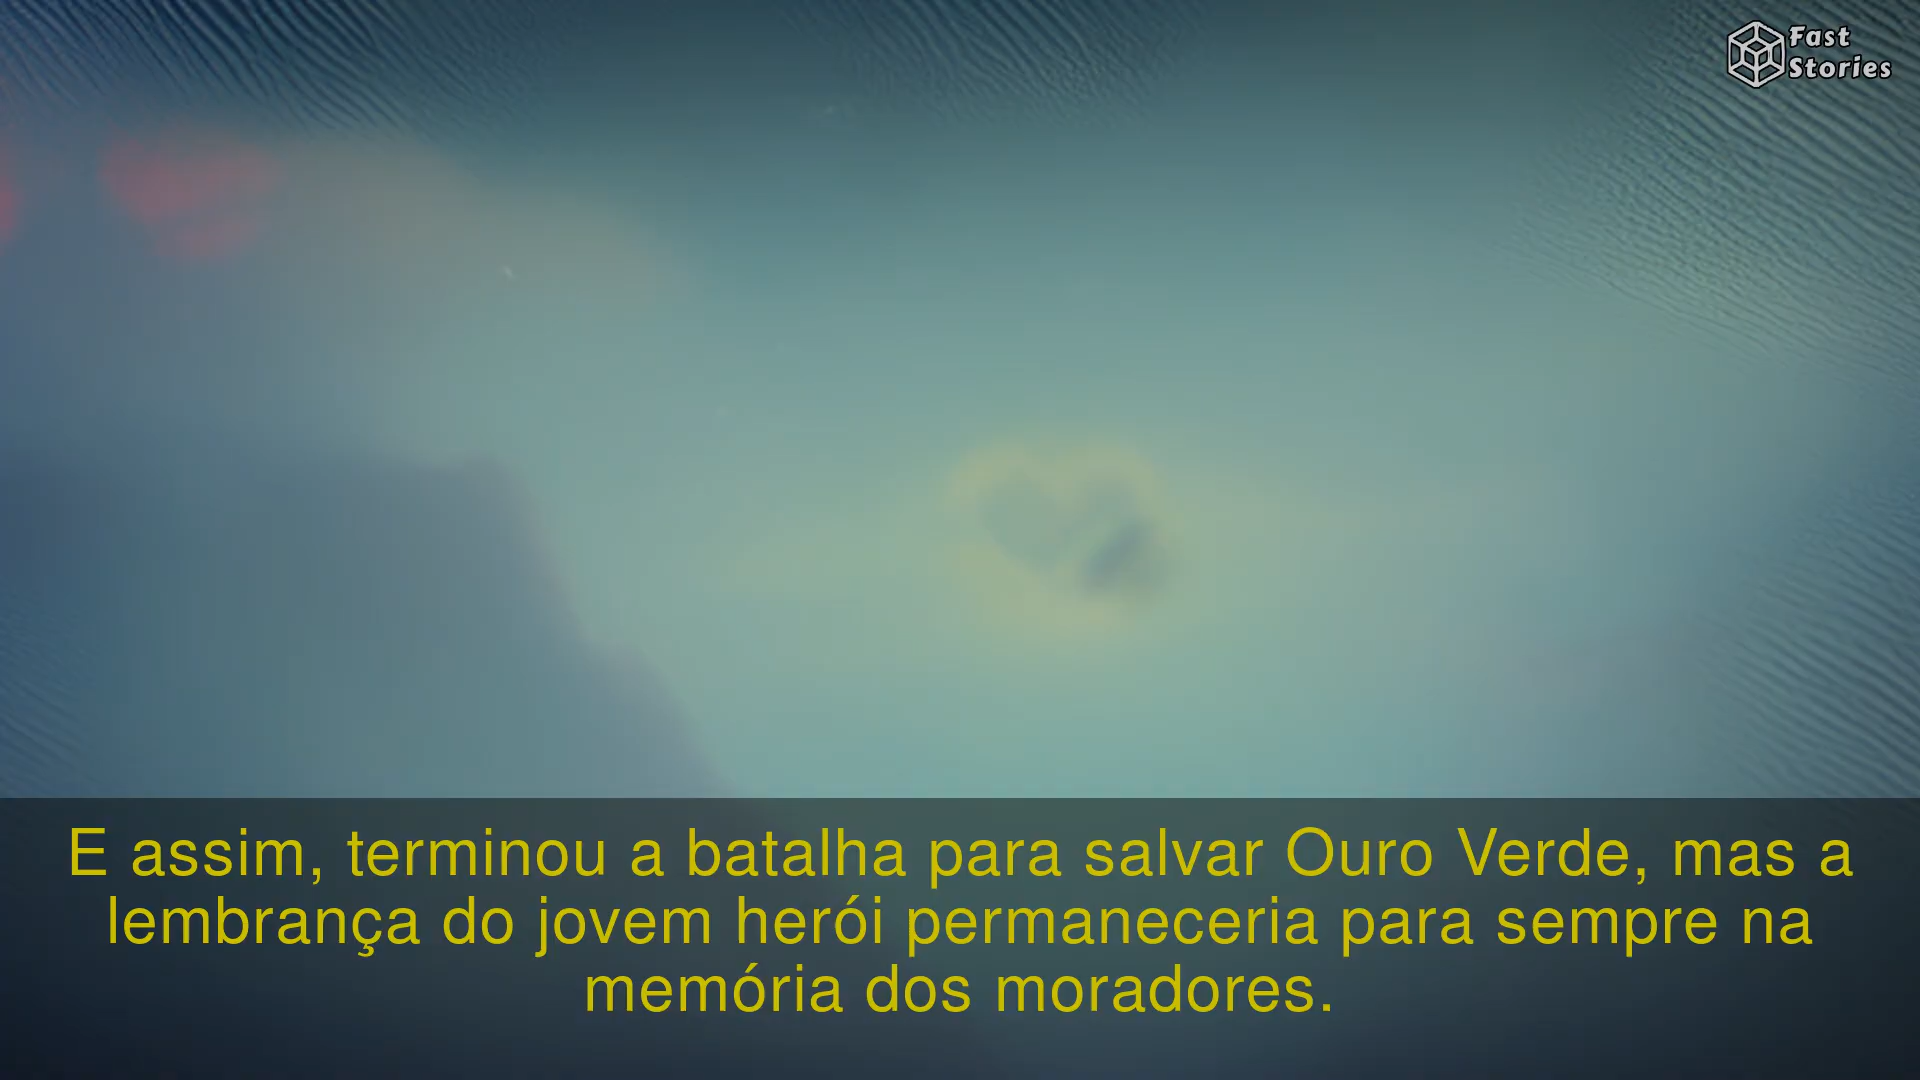 Fast
Stories
E assim, terminou a batalha para salvar Ouro Verde, mas a
lembrança do jovem herói permaneceria para sempre na
memória dos moradores.